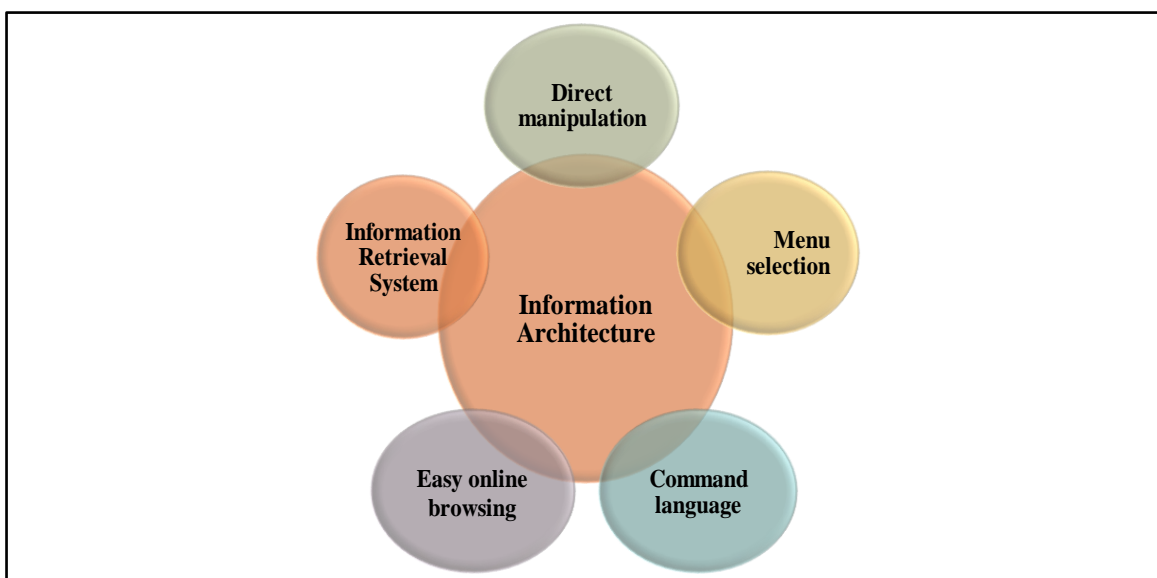 Direct
manipulation
Information
Retrieval
System
Menu
selection
Information
Architecture
Easy online
browsing
Command
language